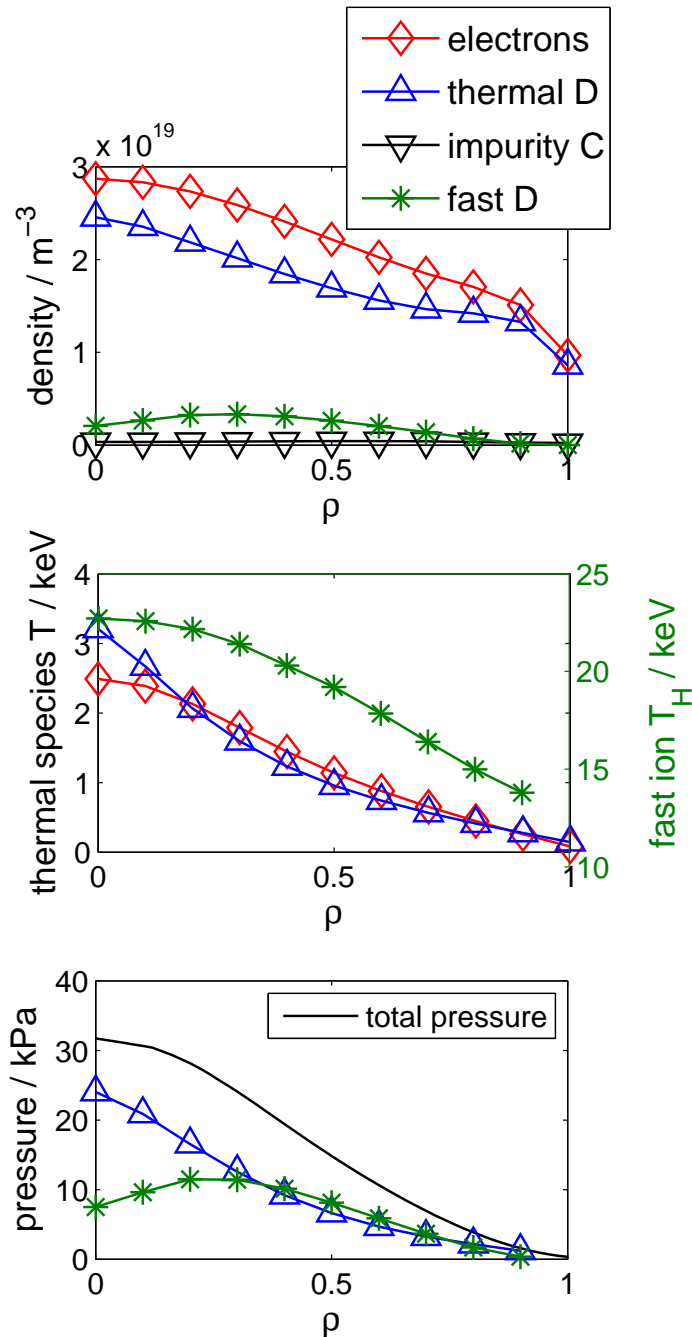 electrons
thermal D
impurity C
fast D
x 10^19
3
2
1
0
density / m^−3
0 0.5 1
ρ
4
3
2
1
0
thermal species T / keV
25
20
15
10
fast ion T_H / keV
0 0.5 1
ρ
40
30
20
10
0
pressure / kPa
total pressure
0 0.5 1
ρ